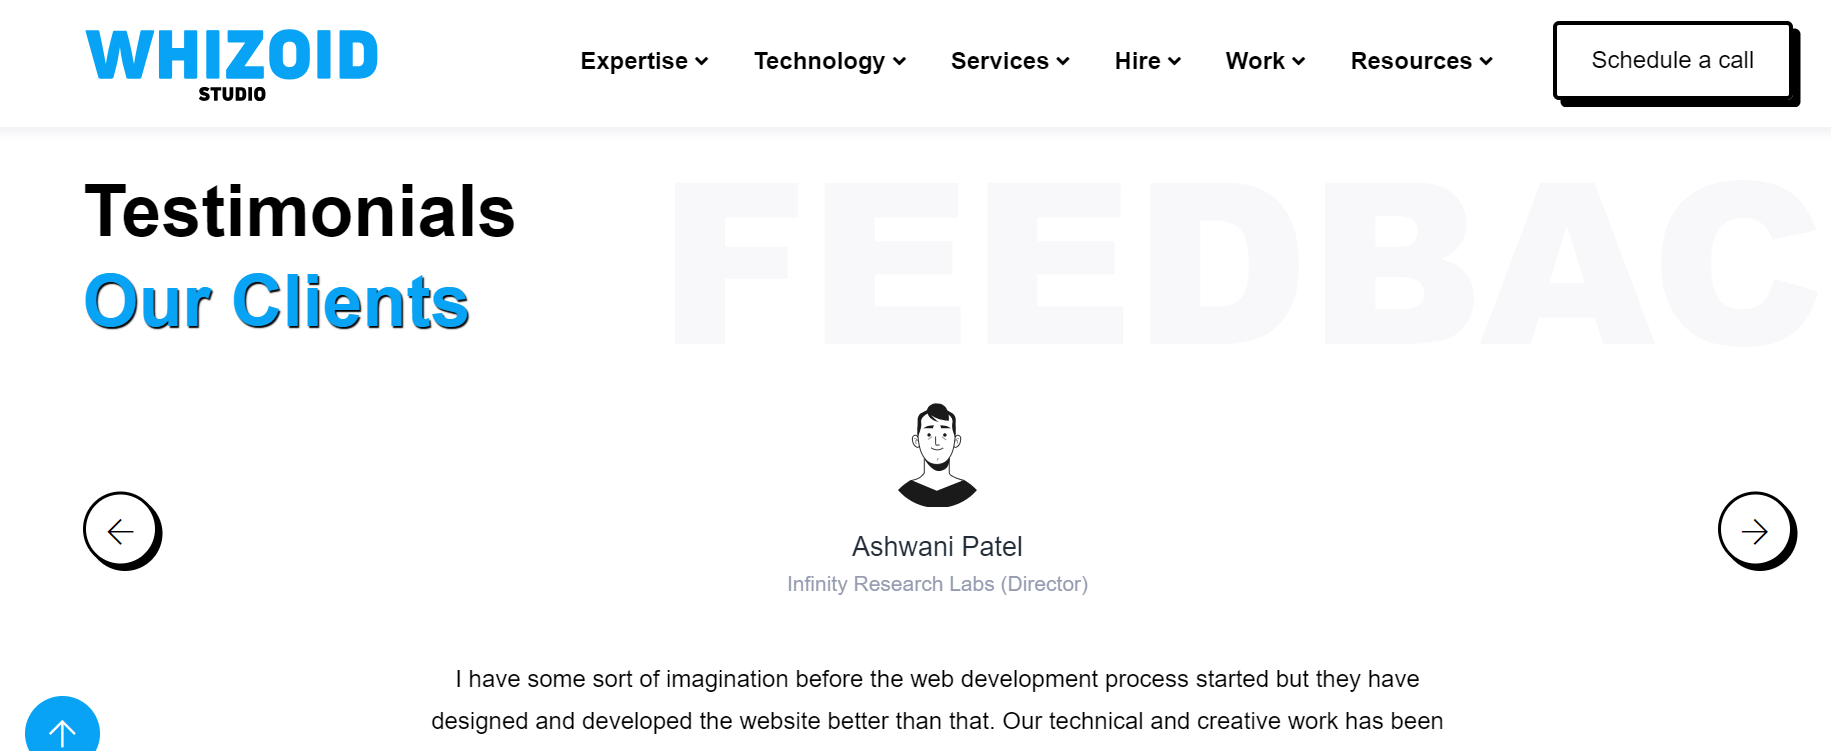 WHIZOID
STUDIO
Expertise Technology Services Hire Work Resources Schedule a call
Testimonials
Our Clients
FEEDBAC
Ashwani Patel
Infinity Research Labs (Director)
I have some sort of imagination before the web development process started but they have
designed and developed the website better than that. Our technical and creative work has been